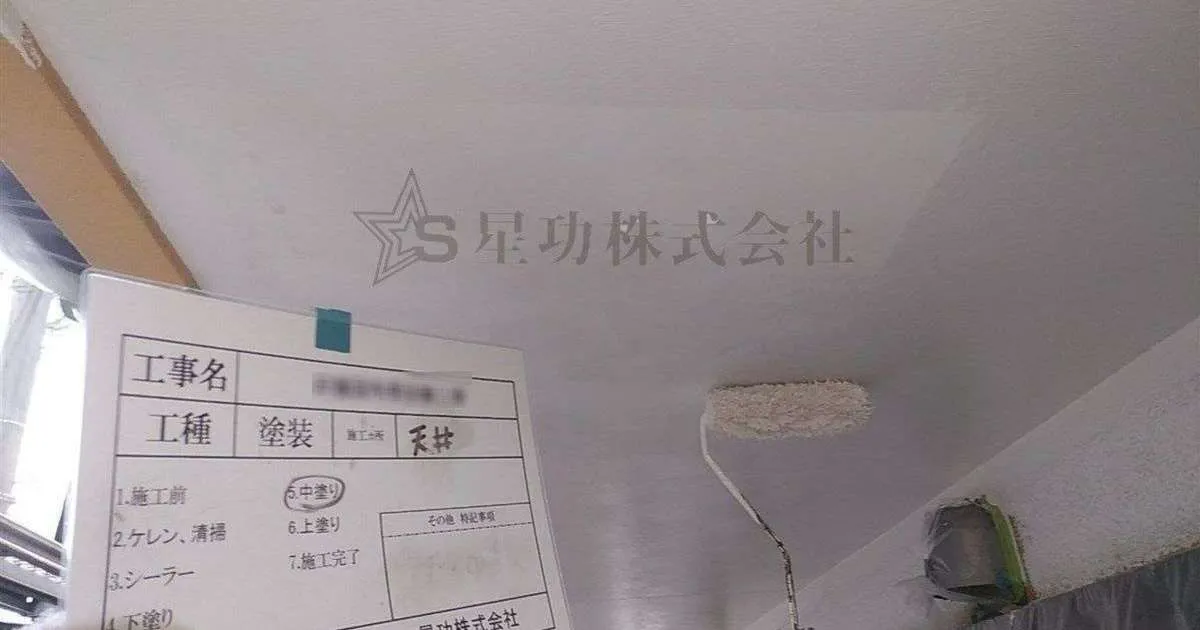 S 星功株式会社
工事名
工種 塗装 施工箇所 天井
1.施工前
2.ケレン、清掃
3.シーラー
4.下塗り
5.中塗り
6.上塗り
7.施工完了
その他 特記事項
星功株式会社